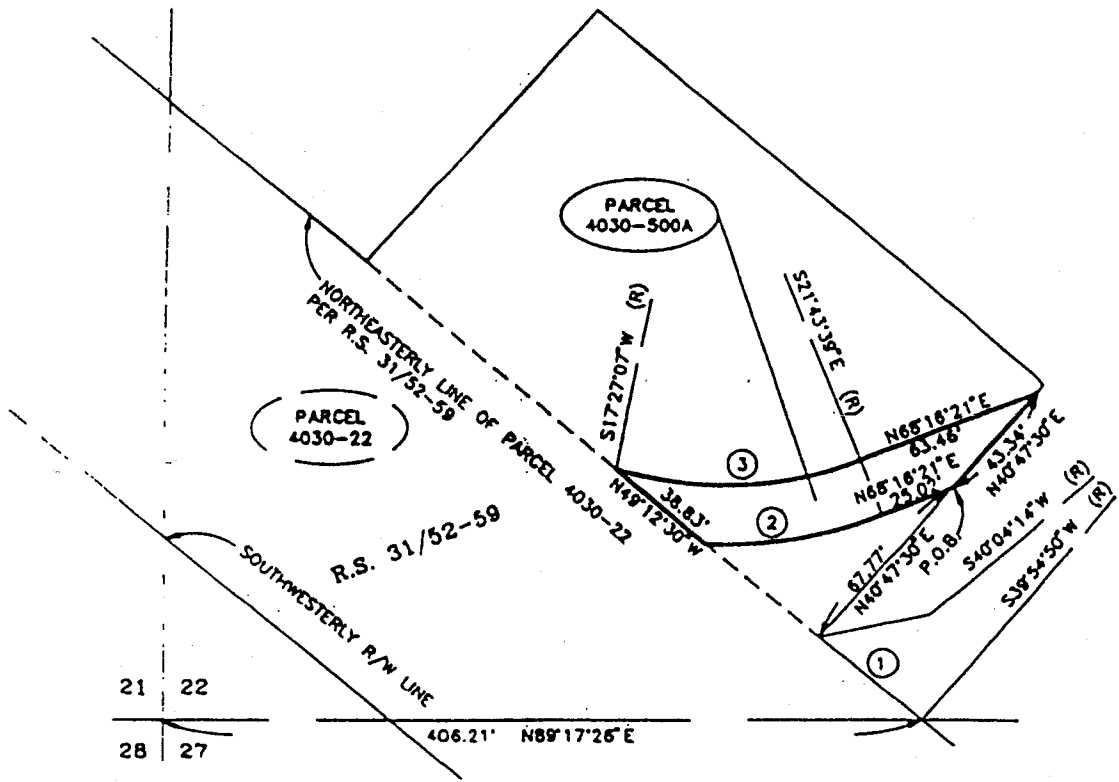 PARCEL
4030-500A
S21°43'39"E (R)
S17°27'07"W (R)
NORTHEASTERLY LINE OF PARCEL 4030-22
PER R.S. 31/52-59
PARCEL
4030-22
N68°16'21"E
63.46'
3
43.34'
N40°47'30"E
N68°16'21"E
25.03'
38.83'
N49°12'30"W
2
S40°04'14"W (R)
S39°54'50"W (R)
67.77'
N40°47'30"E
P.O.B.
R.S. 31/52-59
SOUTHWESTERLY R/W LINE
1
21 22
28 27
406.21' N89°17'26"E